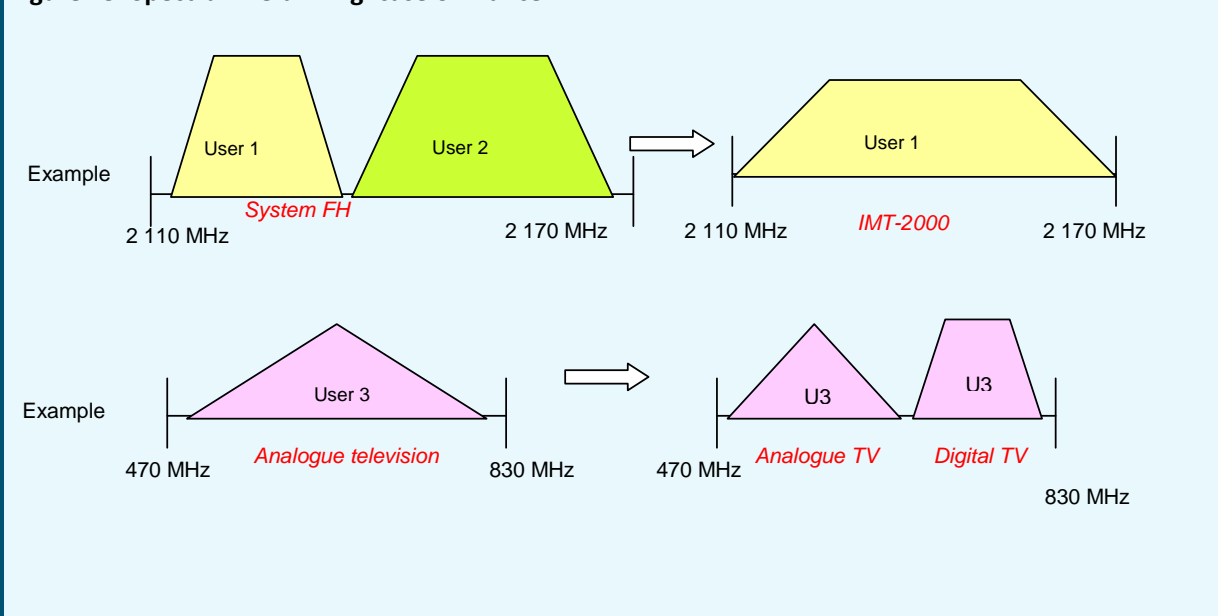 User 1
User 2
User 1
Example
System FH
IMT-2000
2 110 MHz
2 170 MHz
2 110 MHz
2 170 MHz
User 3
U3
U3
Example
Analogue television
Analogue TV
Digital TV
470 MHz
830 MHz
470 MHz
830 MHz